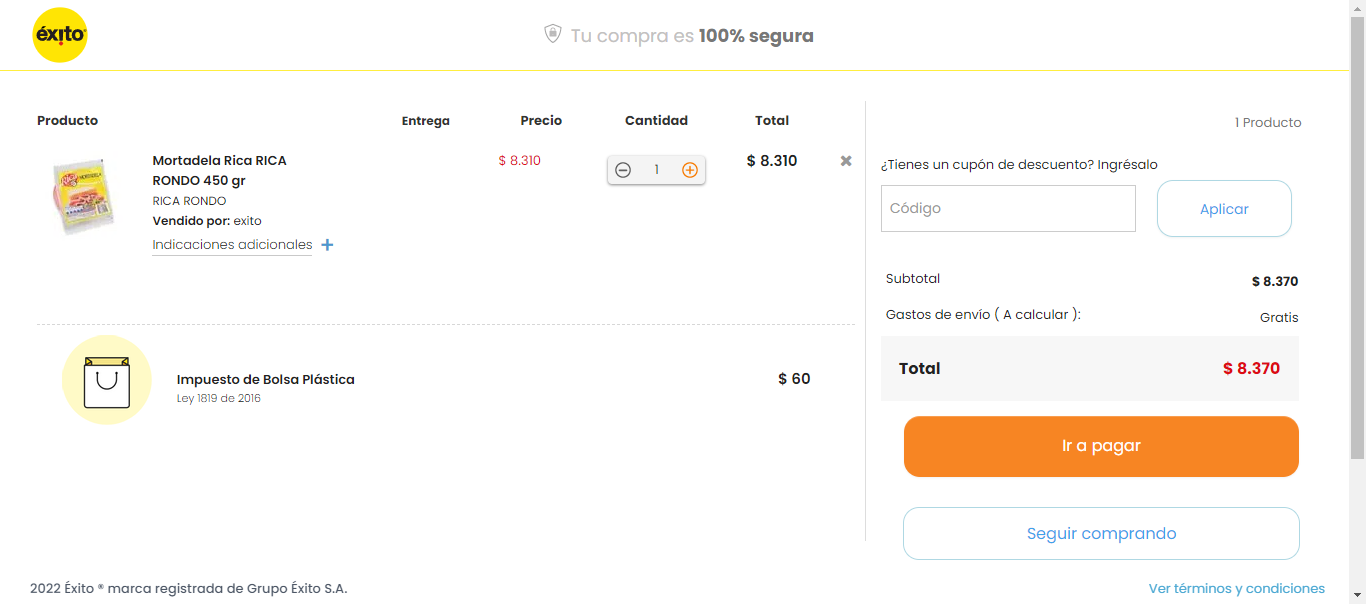 éxito
Tu compra es 100% segura
Producto
Entrega
Precio
Cantidad
Total
Mortadela Rica RICA
RONDO 450 gr
RICA RONDO
Vendido por: exito
Indicaciones adicionales +
$ 8.310
1
$ 8.310
Impuesto de Bolsa Plástica
Ley 1819 de 2016
$ 60
1 Producto
¿Tienes un cupón de descuento? Ingrésalo
Código
Aplicar
Subtotal
$ 8.370
Gastos de envío ( A calcular ):
Gratis
Total
$ 8.370
Ir a pagar
Seguir comprando
2022 Éxito ® marca registrada de Grupo Éxito S.A.
Ver términos y condiciones